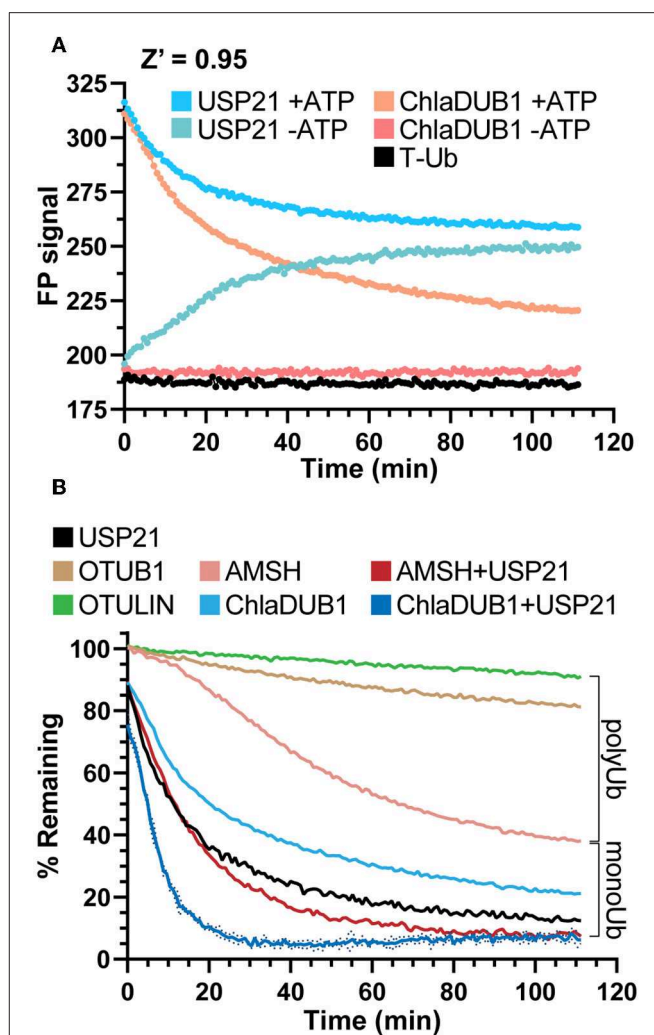 A
Z' = 0.95
USP21 +ATP ChlaDUB1 +ATP
USP21 -ATP ChlaDUB1 -ATP
T-Ub
FP signal
325
300
275
250
225
200
175
0 20 40 60 80 100 120
Time (min)
B
USP21
OTUB1 AMSH AMSH+USP21
OTULIN ChlaDUB1 ChlaDUB1+USP21
% Remaining
100
80
60
40
20
0
polyUb
monoUb
0 20 40 60 80 100 120
Time (min)